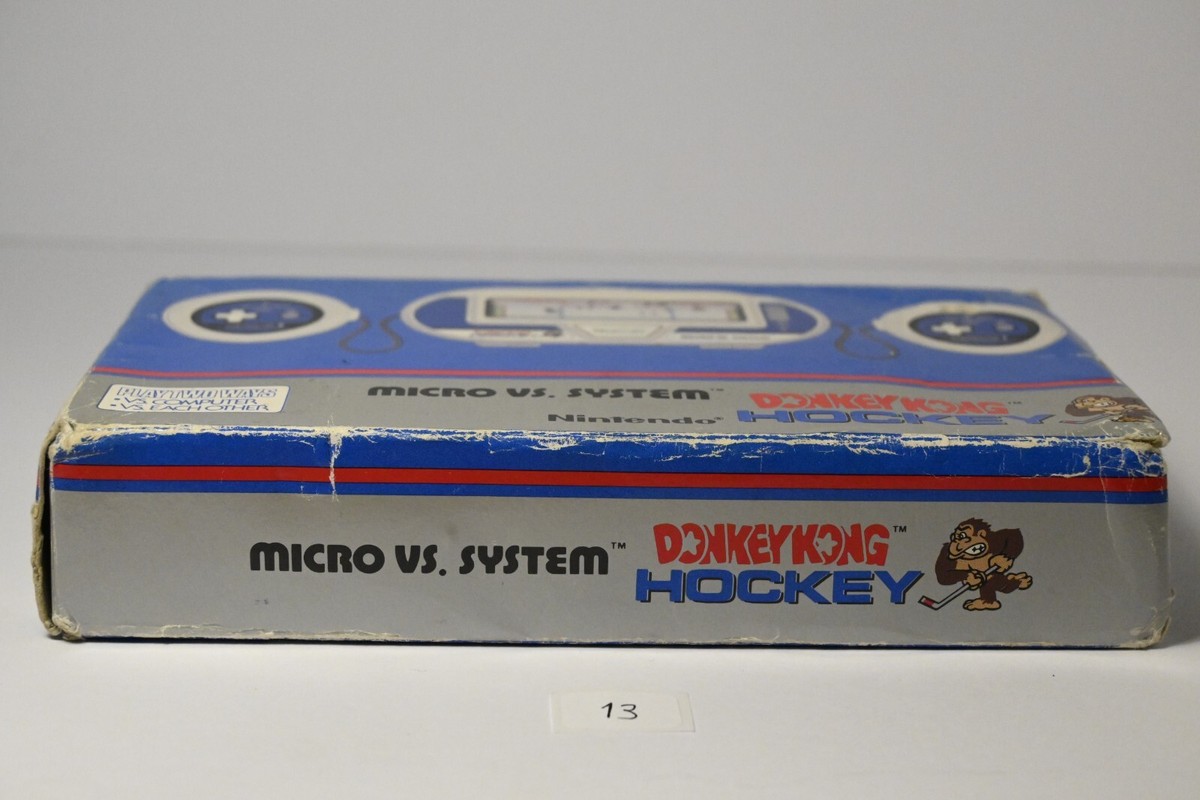 PLAY TWO WAYS
: VS. COMPUTER
: VS. EACH OTHER
MICRO VS. SYSTEM™
Nintendo®
DONKEY KONG™
HOCKEY
MICRO VS. SYSTEM™
DONKEY KONG™
HOCKEY
13